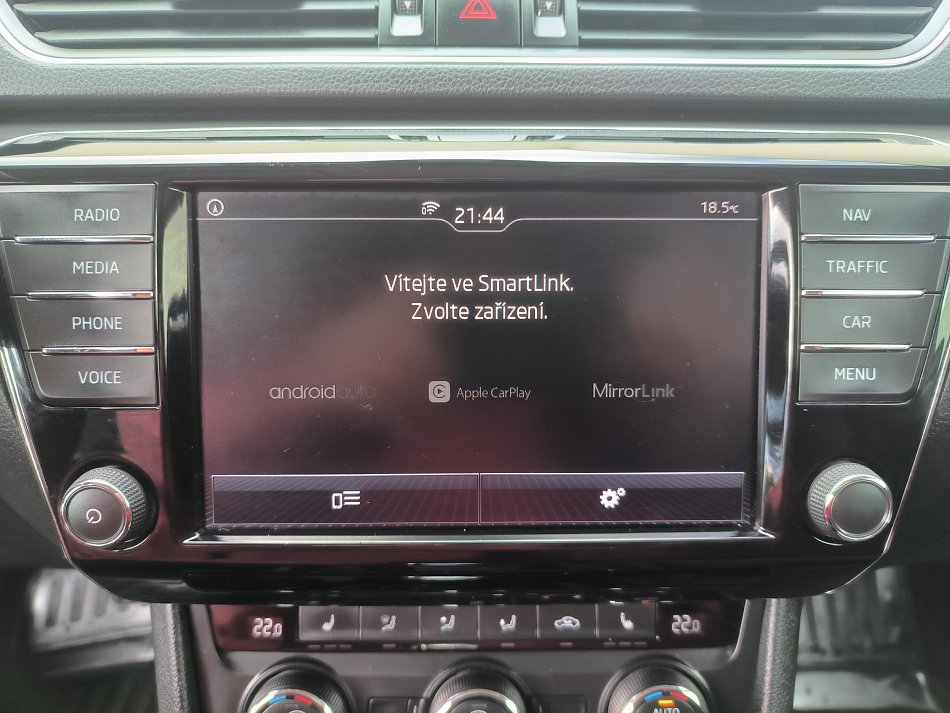 21:44
18.5°C
RADIO
NAV
MEDIA
TRAFFIC
Vítejte ve SmartLink.
Zvolte zařízení.
PHONE
CAR
VOICE
MENU
androidauto
Apple CarPlay
MirrorLink
22.0
22.0
AUTO